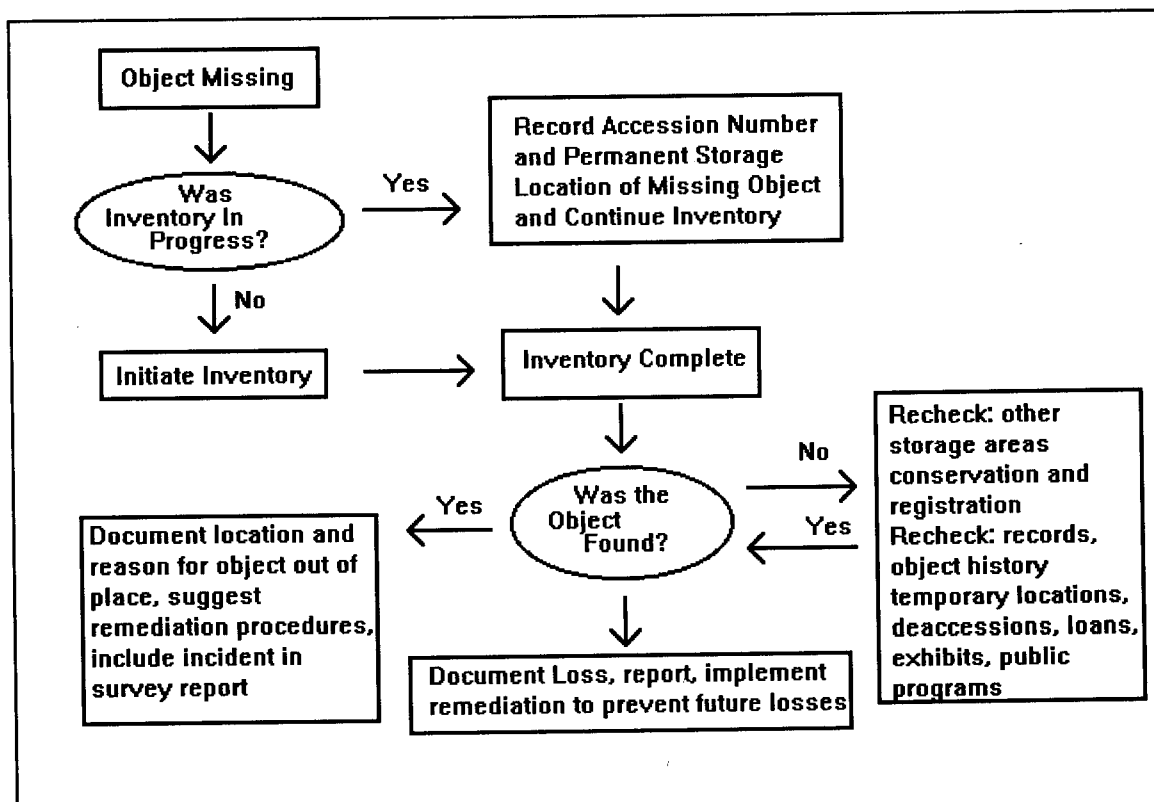 Object Missing
Was
Inventory In
Progress?
Yes
Record Accession Number
and Permanent Storage
Location of Missing Object
and Continue Inventory
No
Initiate Inventory
Inventory Complete
Was the
Object
Found?
No
Yes
Recheck: other
storage areas
conservation and
registration
Recheck: records,
object history
temporary locations,
deaccessions, loans,
exhibits, public
programs
Yes
Document location and
reason for object out of
place, suggest
remediation procedures,
include incident in
survey report
Document Loss, report, implement
remediation to prevent future losses